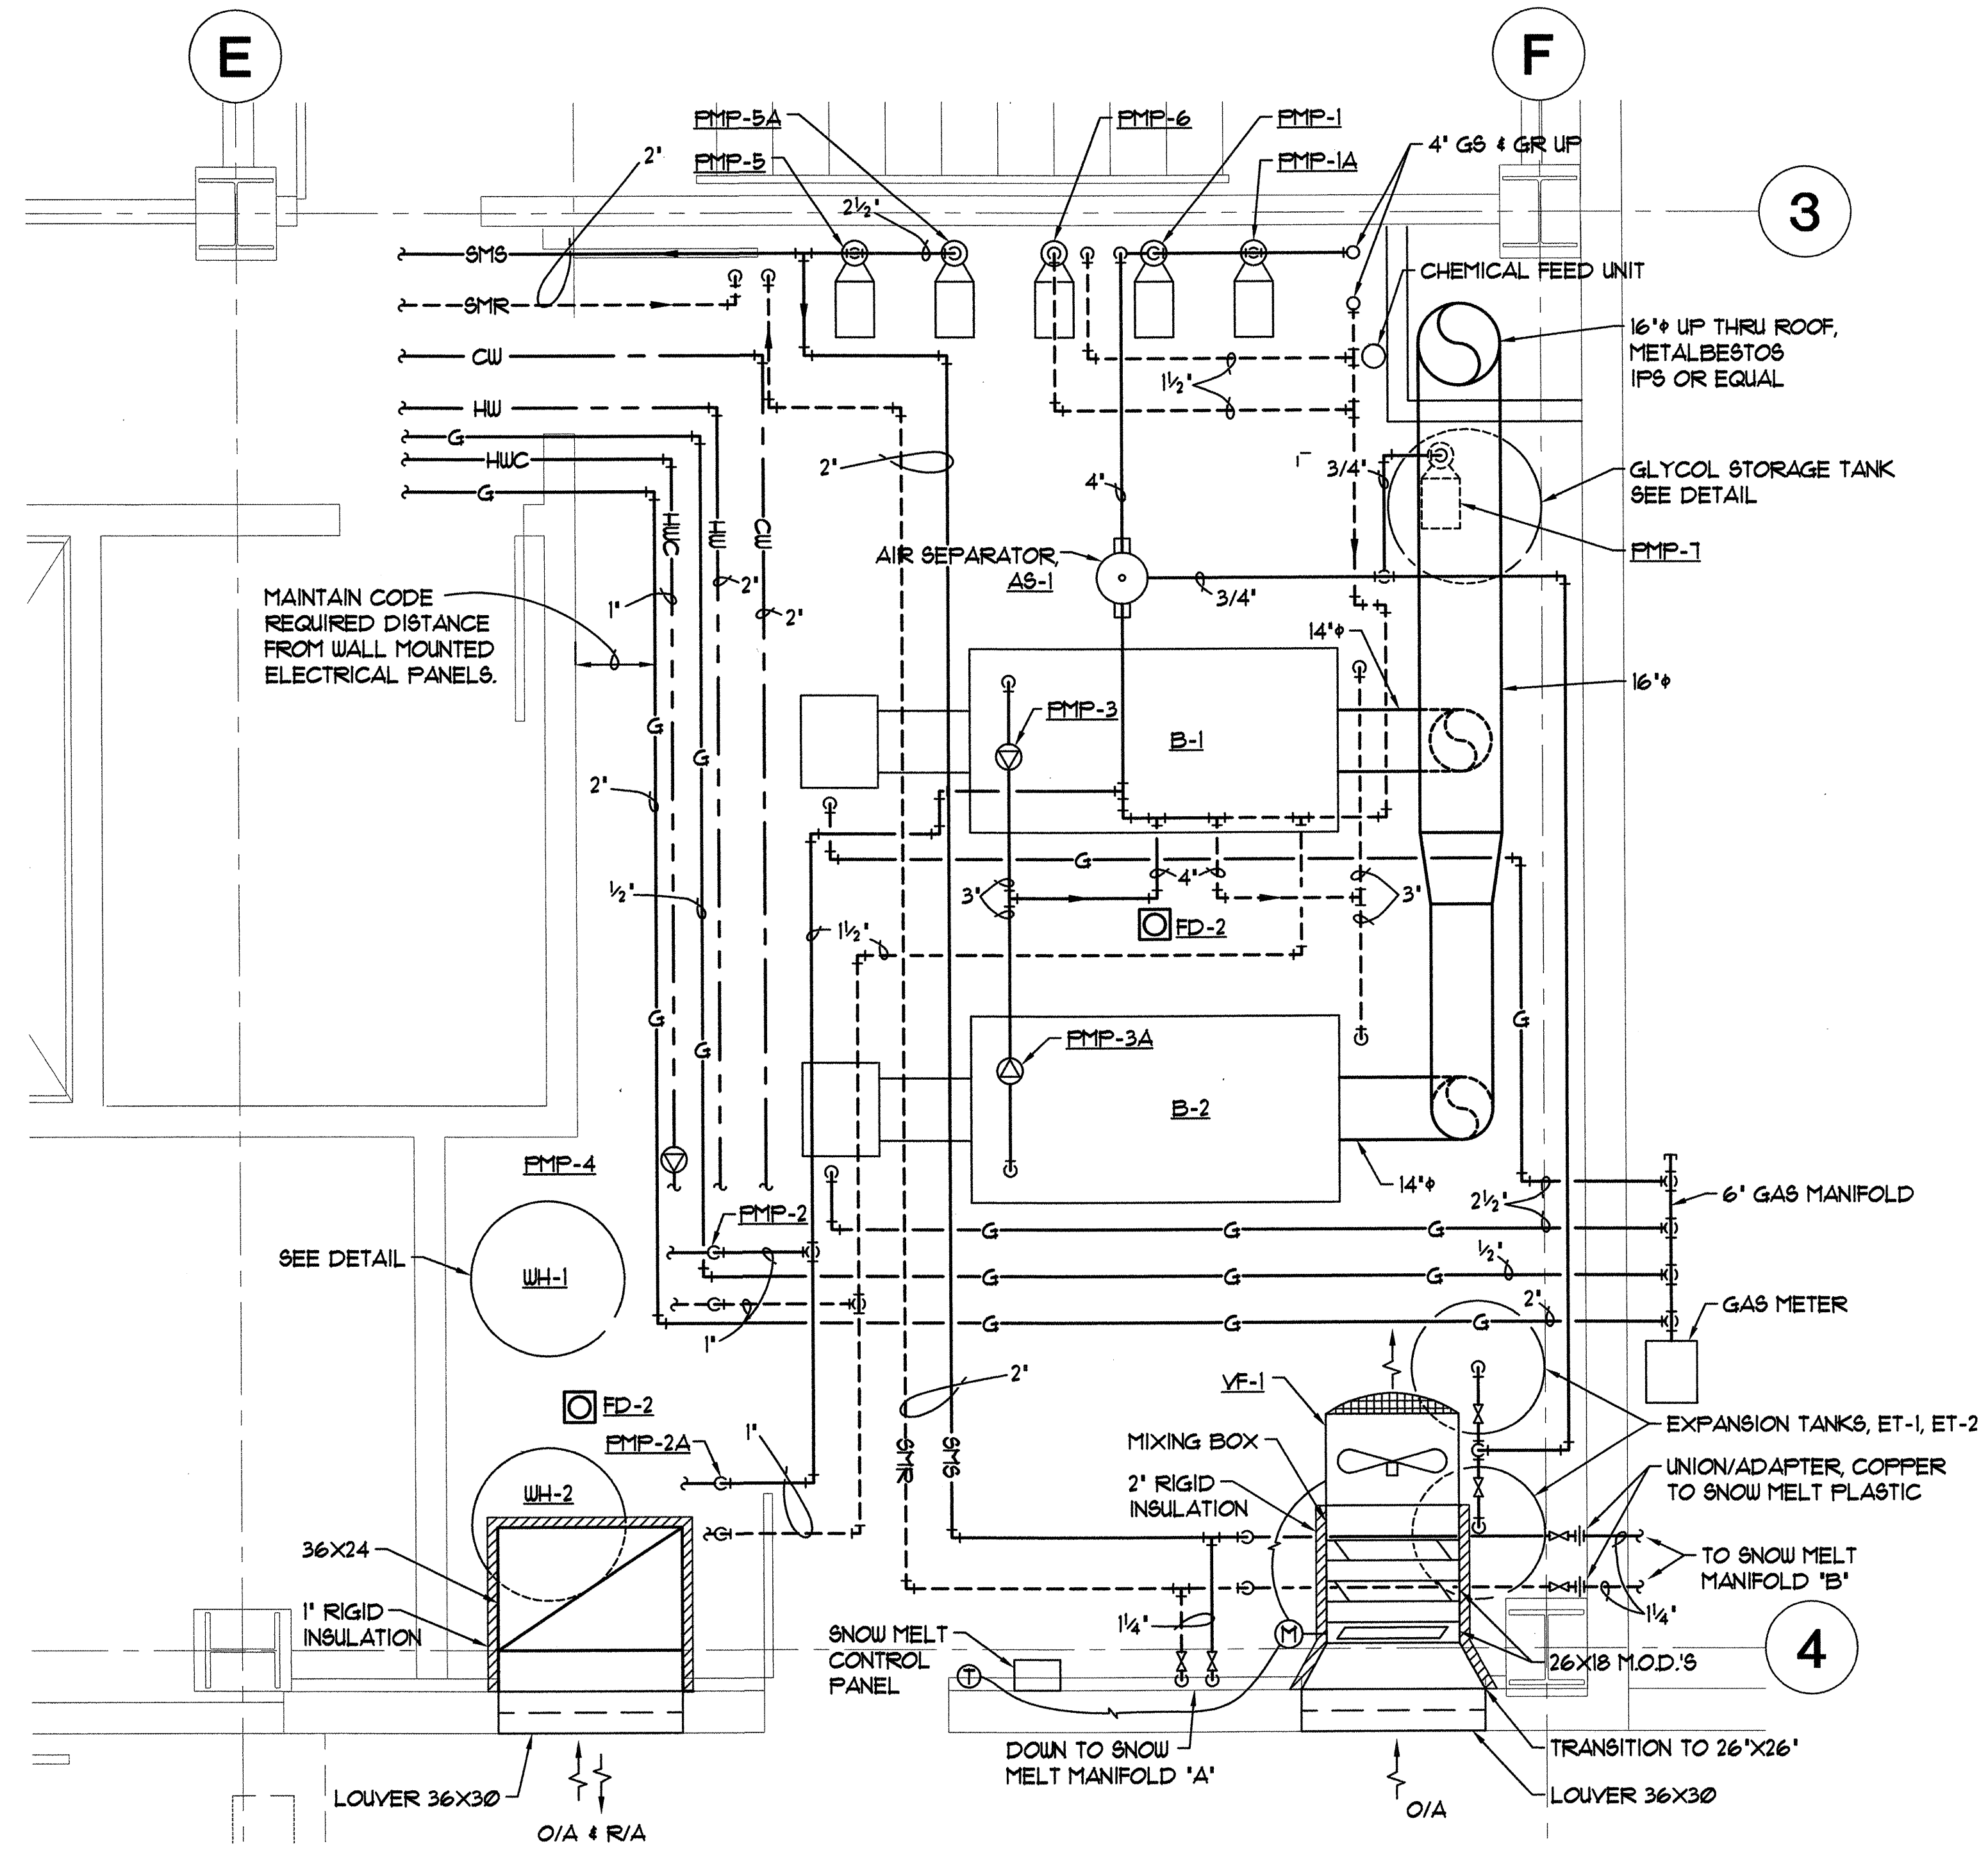 E
F
PMP-5A
PMP-6
PMP-1
4" GS & GR UP
2"
PMP-5
PMP-1A
2½"
3
SMS
CHEMICAL FEED UNIT
SMR
16"ϕ UP THRU ROOF,
METALBESTOS
IPS OR EQUAL
CW
1½"
HW
G
HWC
2"
3/4"
GLYCOL STORAGE TANK
SEE DETAIL
G
4"
HWC
HW
CW
PMP-7
AIR SEPARATOR,
AS-1
2"
3/4"
MAINTAIN CODE
REQUIRED DISTANCE
FROM WALL MOUNTED
ELECTRICAL PANELS.
1"
2"
14"ϕ
16"ϕ
PMP-3
B-1
G
G
2"
G
4"
½"
3"
3"
FD-2
1½"
G
G
G
PMP-3A
B-2
PMP-4
14"ϕ
2½"
6" GAS MANIFOLD
PMP-2
G
G
G
SEE DETAIL
½"
WH-1
G
G
G
2"
GAS METER
1"
G
G
G
2"
VF-1
FD-2
EXPANSION TANKS, ET-1, ET-2
PMP-2A
1"
SMR
SMS
MIXING BOX
2" RIGID
INSULATION
UNION/ADAPTER, COPPER
TO SNOW MELT PLASTIC
WH-2
36X24
TO SNOW MELT
MANIFOLD "B"
1" RIGID
INSULATION
1¼"
1¼"
SNOW MELT
CONTROL
PANEL
M
4
T
26X18 M.O.D.'S
DOWN TO SNOW
MELT MANIFOLD "A"
TRANSITION TO 26"X26"
LOUVER 36X30
LOUVER 36X30
O/A
O/A & R/A